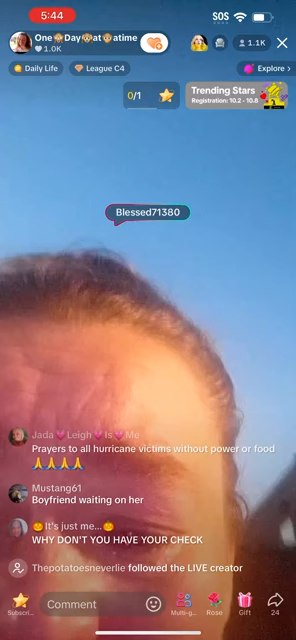 5:44
SOS
One🐵Day🐵at🐵atime
1.0K
1.1K
Daily Life
League C4
Explore >
0/1
Trending Stars
Registration: 10.2 - 10.8
Blessed71380
Jada💗Leigh💗Is💗Me
Prayers to all hurricane victims without power or food
🙏🙏🙏🙏
Mustang61
Boyfriend waiting on her
🎃It's just me...🎃
WHY DON'T YOU HAVE YOUR CHECK
Thepotatoesneverlie followed the LIVE creator
Comment
Subscri...
Multi-g...
Rose
Gift
24